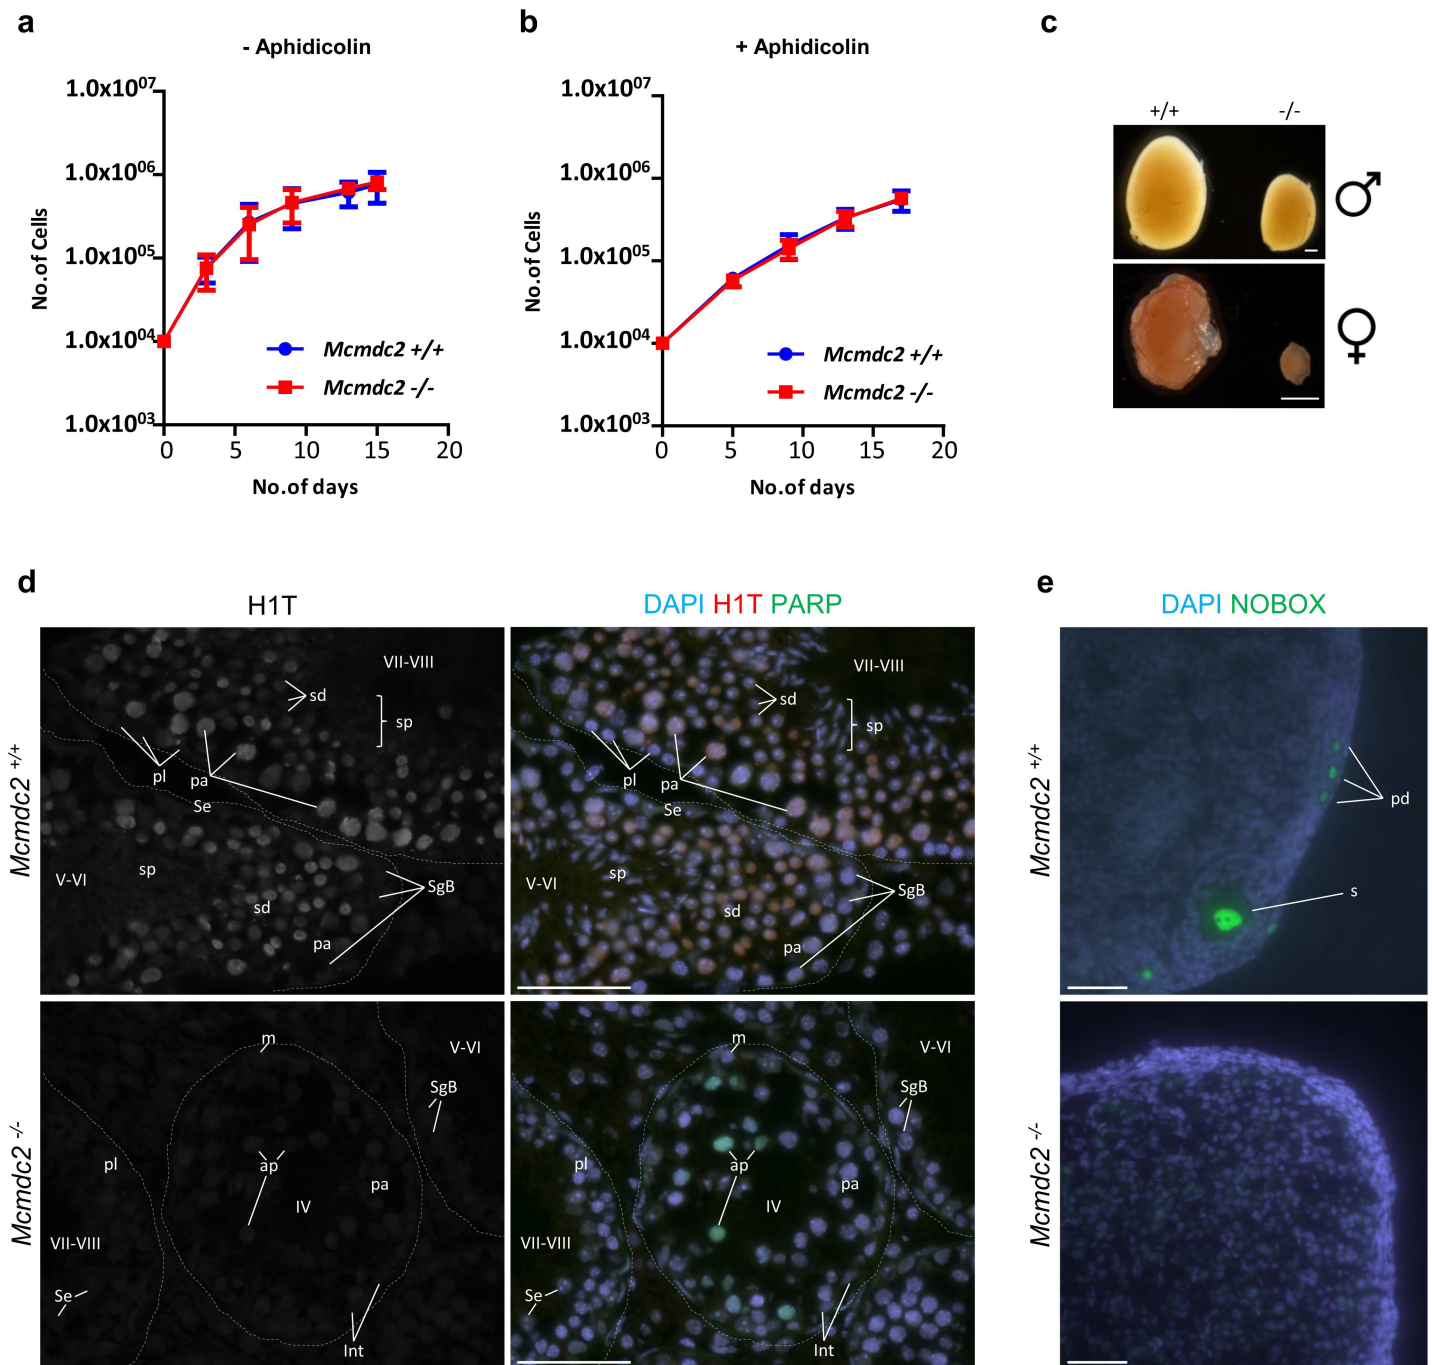 a
- Aphidicolin
1.0x10⁰⁷
1.0x10⁰⁶
1.0x10⁰⁵
1.0x10⁰⁴
1.0x10⁰³
No.of Cells
Mcmdc2 +/+
Mcmdc2 -/-
0 5 10 15 20
No.of days
b
+ Aphidicolin
1.0x10⁰⁷
1.0x10⁰⁶
1.0x10⁰⁵
1.0x10⁰⁴
1.0x10⁰³
No.of Cells
Mcmdc2 +/+
Mcmdc2 -/-
0 5 10 15 20
No.of days
c
+/+ -/-
♂
♀
d
H1T
DAPI H1T PARP
Mcmdc2 +/+
VII-VIII
sd
sp
pl
pa
Se
sp
V-VI
SgB
sd
pa
VII-VIII
sd
sp
pl
pa
Se
sp
V-VI
SgB
sd
pa
Mcmdc2 -/-
m
V-VI
SgB
pl
ap
pa
IV
VII-VIII
Se
Int
m
V-VI
SgB
pl
ap
pa
IV
VII-VIII
Se
Int
e
DAPI NOBOX
Mcmdc2 +/+
pd
s
Mcmdc2 -/-